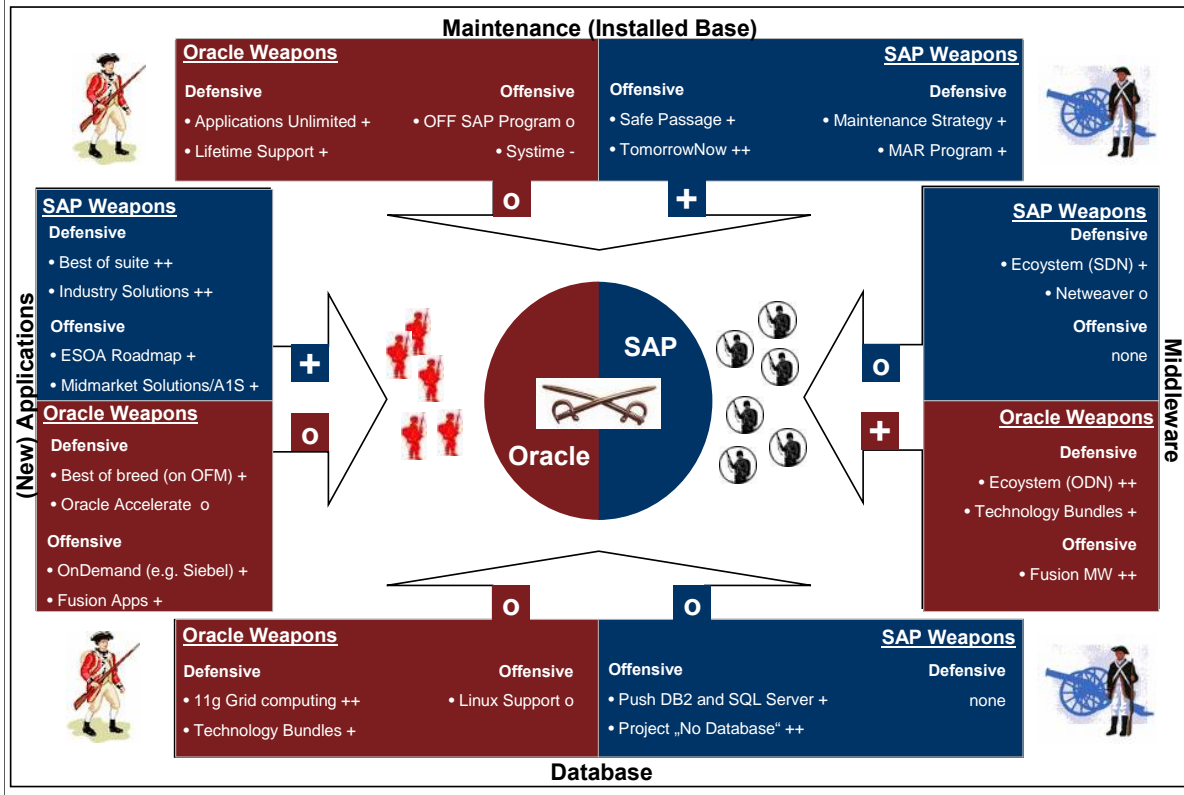 Maintenance (Installed Base)
Oracle Weapons
Defensive
• Applications Unlimited +
• Lifetime Support +
Offensive
• OFF SAP Program o
• Systime -
SAP Weapons
Offensive
• Safe Passage +
• TomorrowNow ++
Defensive
• Maintenance Strategy +
• MAR Program +
o
+
(New) Applications
SAP Weapons
Defensive
• Best of suite ++
• Industry Solutions ++
Offensive
• ESOA Roadmap +
• Midmarket Solutions/A1S +
+
Oracle Weapons
Defensive
• Best of breed (on OFM) +
• Oracle Accelerate o
Offensive
• OnDemand (e.g. Siebel) +
• Fusion Apps +
o
SAP
Oracle
Middleware
SAP Weapons
Defensive
• Ecoystem (SDN) +
• Netweaver o
Offensive
none
o
Oracle Weapons
Defensive
• Ecosystem (ODN) ++
• Technology Bundles +
Offensive
• Fusion MW ++
+
o
o
Oracle Weapons
Defensive
• 11g Grid computing ++
• Technology Bundles +
Offensive
• Linux Support o
SAP Weapons
Offensive
• Push DB2 and SQL Server +
• Project „No Database“ ++
Defensive
none
Database